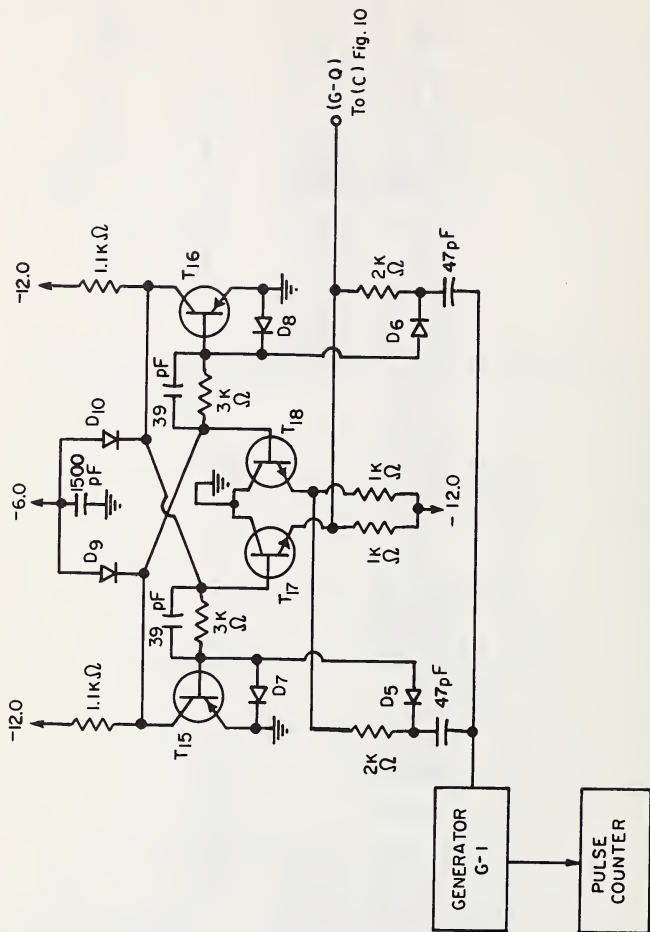 -12.0
-6.0
-12.0
1.1K Ω
D9
1500
pF
D10
1.1K Ω
T15
39
pF
3K
Ω
39
pF
3K
Ω
T16
D7
T17
T18
D8
(G-Q)
To (C) Fig. 10
1K
Ω
1K
Ω
-12.0
2K
Ω
D5
47pF
D6
2K
Ω
47pF
GENERATOR
G-1
PULSE
COUNTER